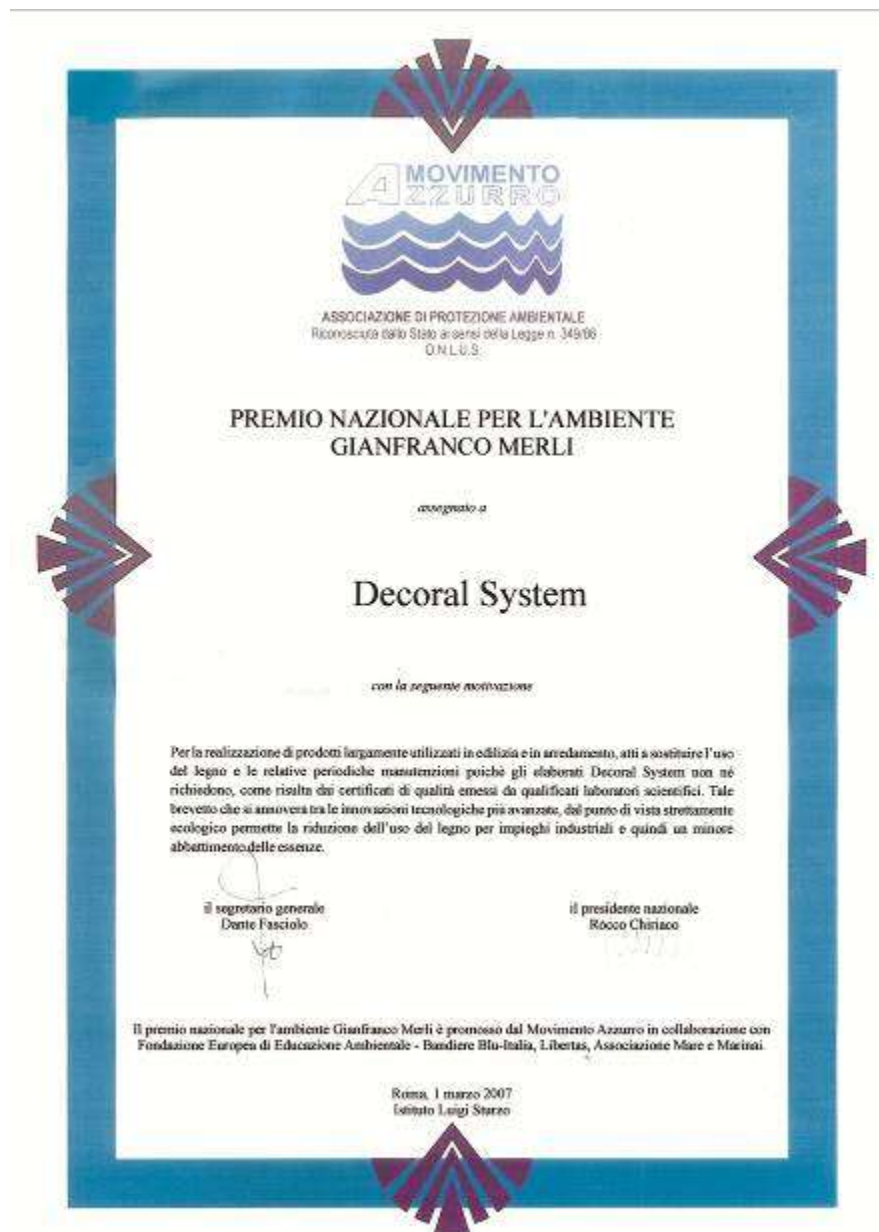 MOVIMENTO
AZZURRO
ASSOCIAZIONE DI PROTEZIONE AMBIENTALE
Riconosciuta dallo Stato ai sensi della Legge n. 349/86
O.N.L.U.S.
PREMIO NAZIONALE PER L'AMBIENTE
GIANFRANCO MERLI
assegnato a
Decoral System
con la seguente motivazione
Per la realizzazione di prodotti largamente utilizzati in edilizia e in arredamento, atti a sostituire l'uso
del legno e le relative periodiche manutenzioni poiché gli elaborati Decoral System non né
richiedono, come risulta dai certificati di qualità emessi da qualificati laboratori scientifici. Tale
brevetto che si annovera tra le innovazioni tecnologiche più avanzate, dal punto di vista strettamente
ecologico permette la riduzione dell'uso del legno per impieghi industriali e quindi un minore
abbattimento delle essenze.
il segretario generale
Dante Fasciolo
il presidente nazionale
Rocco Chiriaco
Il premio nazionale per l'ambiente Gianfranco Merli è promosso dal Movimento Azzurro in collaborazione con
Fondazione Europea di Educazione Ambientale - Bandiere Blu-Italia, Libertas, Associazione Mare e Marinai.
Roma, 1 marzo 2007
Istituto Luigi Sturzo